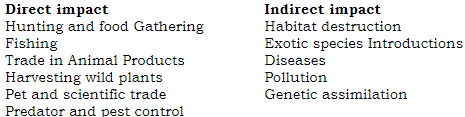 Direct impact
Hunting and food Gathering
Fishing
Trade in Animal Products
Harvesting wild plants
Pet and scientific trade
Predator and pest control
Indirect impact
Habitat destruction
Exotic species Introductions
Diseases
Pollution
Genetic assimilation